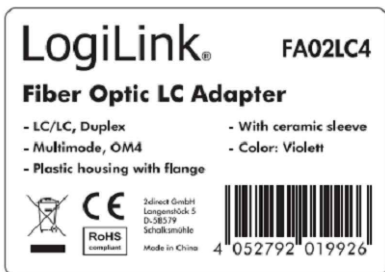 LogiLink® FA02LC4
Fiber Optic LC Adapter
- LC/LC, Duplex
- Multimode, OM4
- Plastic housing with flange
- With ceramic sleeve
- Color: Violett
CE
RoHS
compliant
2direct GmbH
Langenstück 5
D-58579
Schalksmühle
Made in China
4 052792 019926